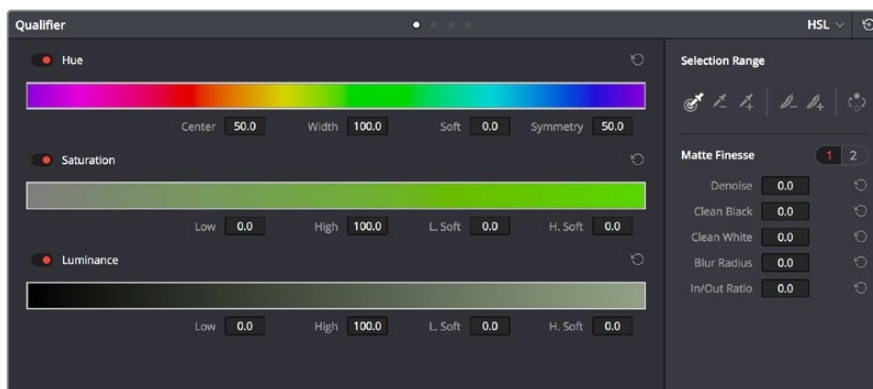 Qualifier
HSL
Hue
Center 50.0 Width 100.0 Soft 0.0 Symmetry 50.0
Saturation
Low 0.0 High 100.0 L. Soft 0.0 H. Soft 0.0
Luminance
Low 0.0 High 100.0 L. Soft 0.0 H. Soft 0.0
Selection Range
Matte Finesse 1 2
Denoise 0.0
Clean Black 0.0
Clean White 0.0
Blur Radius 0.0
In/Out Ratio 0.0